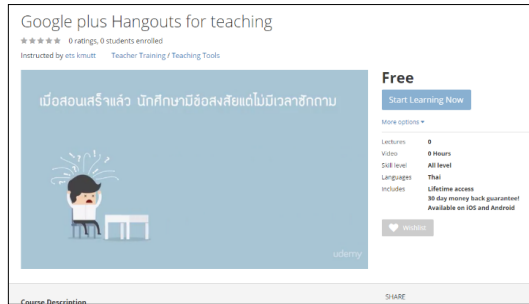 Google plus Hangouts for teaching
0 ratings, 0 students enrolled
Instructed by ets kmutt Teacher Training / Teaching Tools
เมื่อสอนเสร็จแล้ว นักศึกษามีข้อสงสัยแต่ไม่มีเวลาซักถาม
udemy
Free
Start Learning Now
More options
Lectures 0
Video 0 Hours
Skill level All level
Languages Thai
Includes Lifetime access
30 day money back guarantee!
Available on iOS and Android
Wishlist
Course Description
SHARE